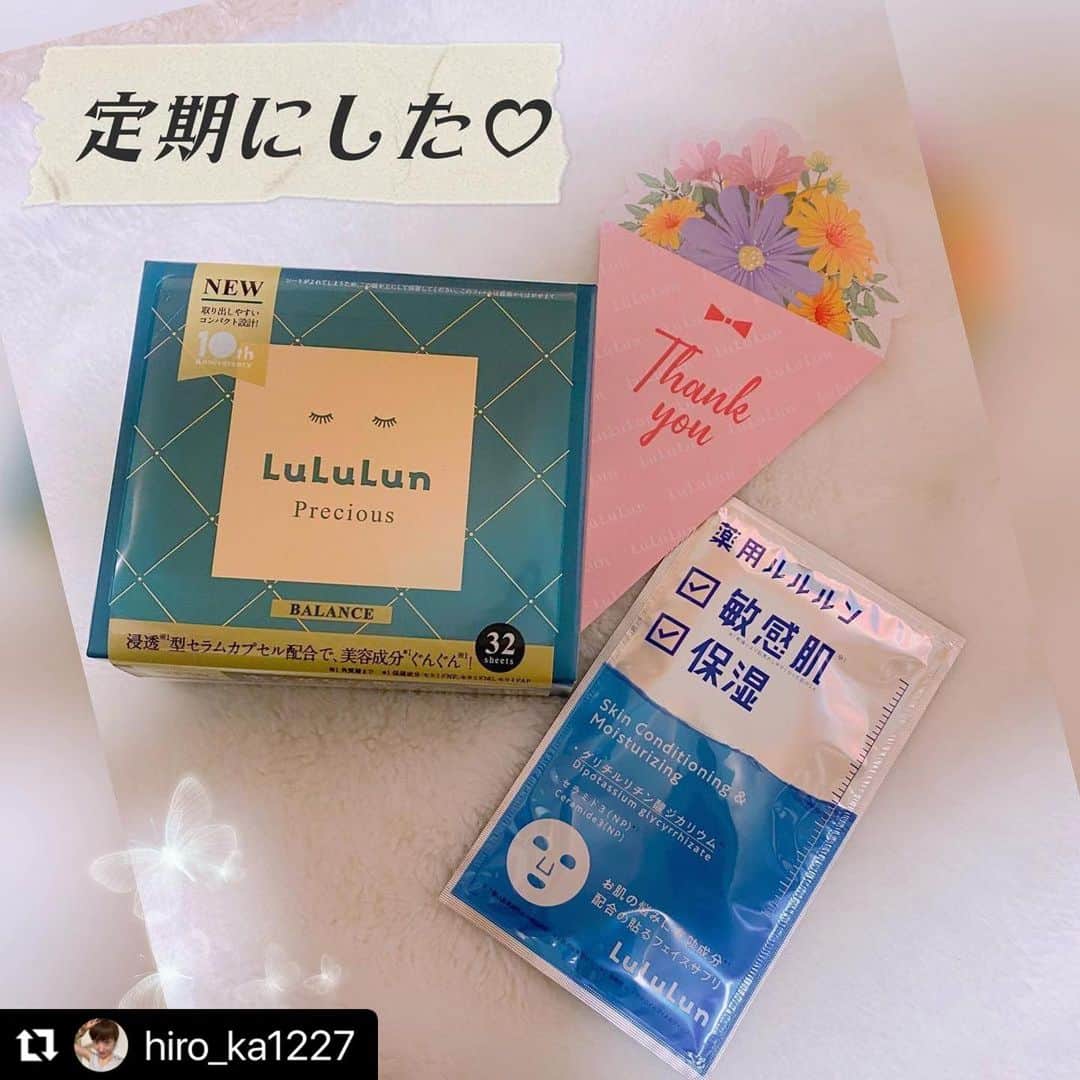 定期にした♡
NEW
取り出しやすい
コンパクト設計!
10th
Anniversary
LuLuLun
Precious
BALANCE
浸透※1型セラムカプセル配合で、美容成分※1ぐんぐん※1!
32
sheets
Thank
you
薬用ルルルン
敏感肌
保湿
Skin Conditioning &
Moisturizing
グリチルリチン酸ジカリウム
Dipotassium glycyrrhizate
セラミド3(NP)
Ceramide3(NP)
配合の貼るフェイスサプリ
LuLuLun
hiro_ka1227